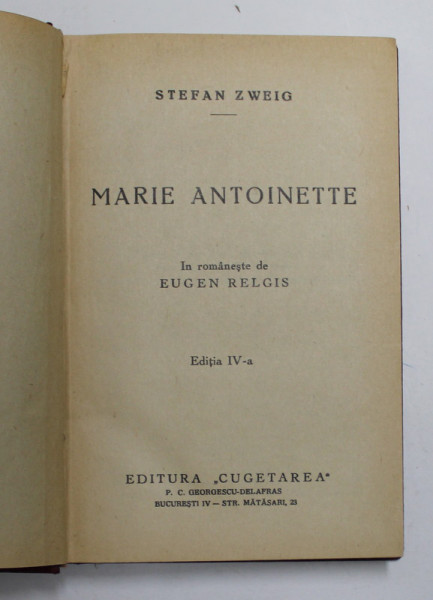 STEFAN ZWEIG
MARIE ANTOINETTE
In românește de
EUGEN RELGIS
Ediția IV-a
EDITURA „CUGETAREA“
P. C. GEORGESCU-DELAFRAS
BUCUREȘTI IV — STR. MĂTĂSARI, 23